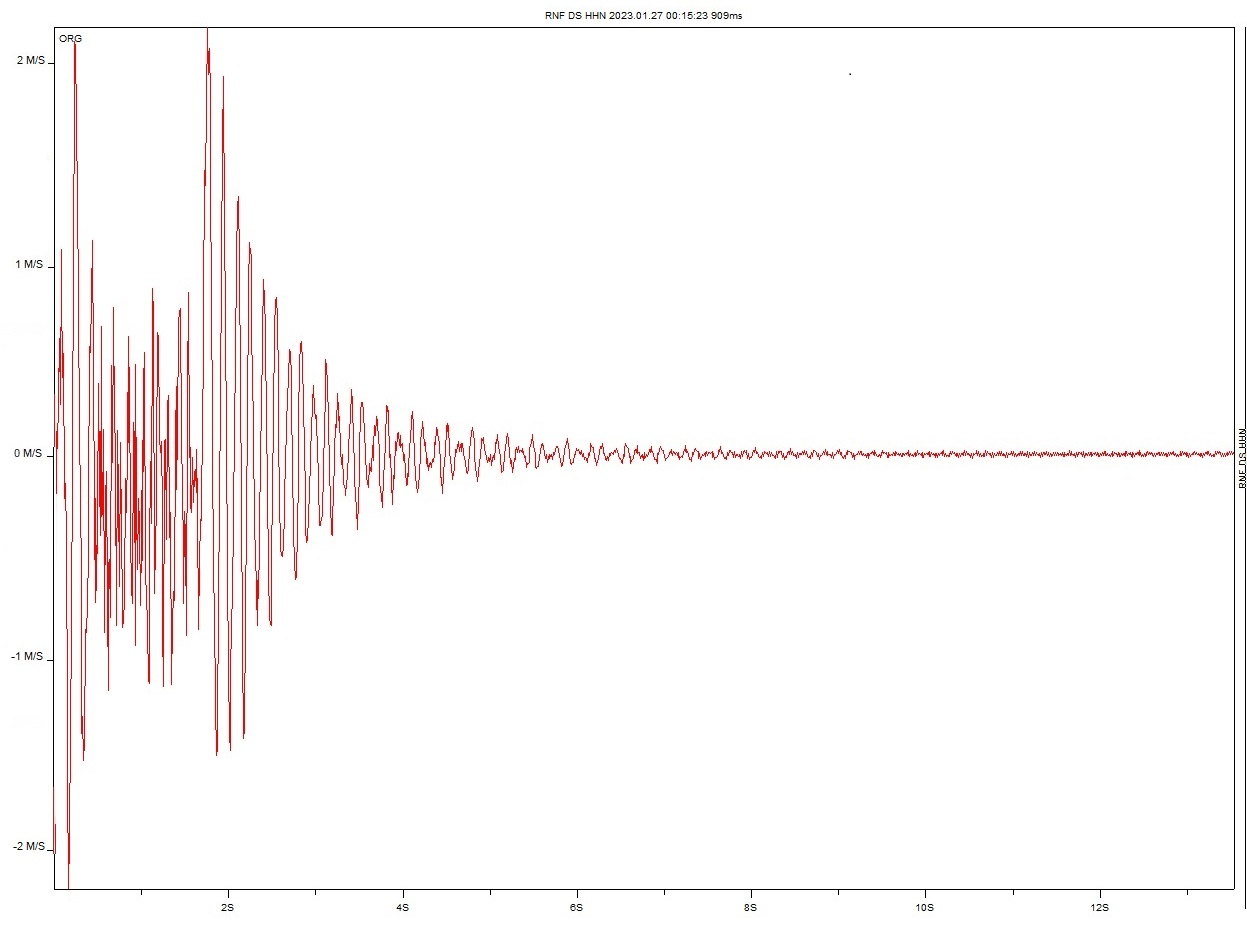 RNF DS HHN 2023.01.27 00:15:23 909ms
ORG
2 M/S
1 M/S
0 M/S
-1 M/S
-2 M/S
2S
4S
6S
8S
10S
12S
RNF DS HHN